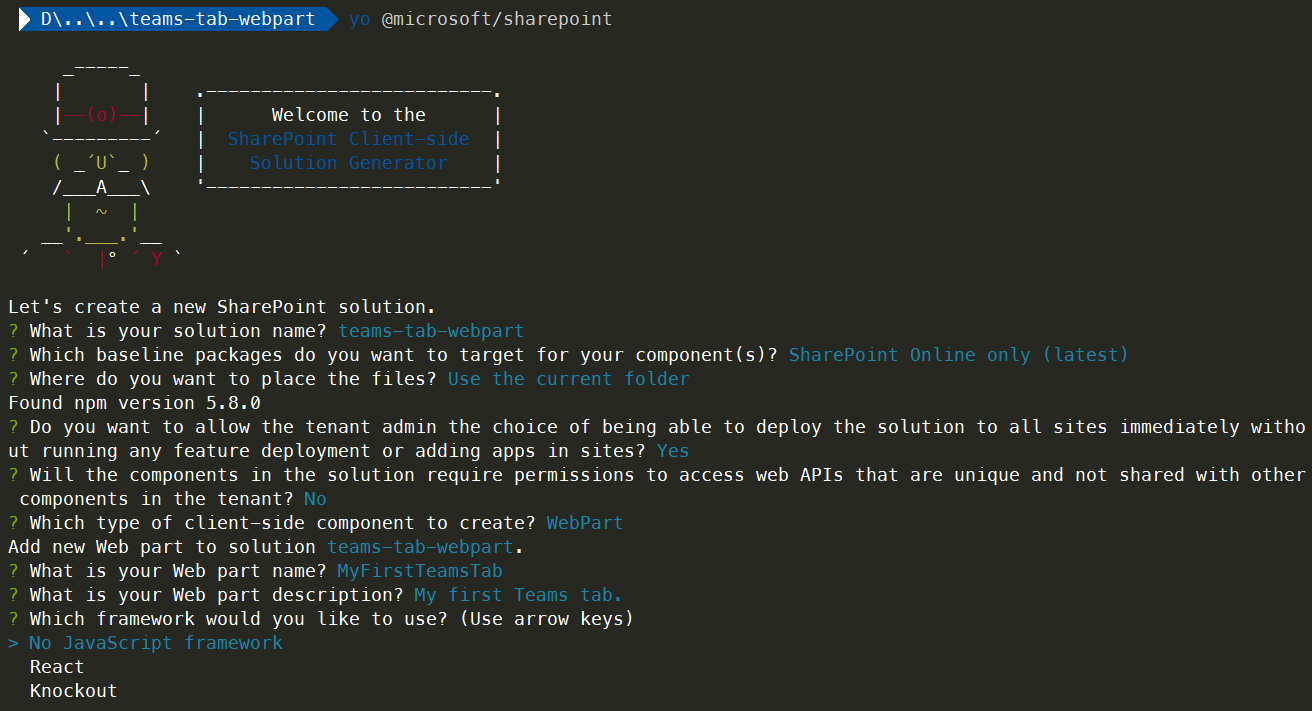 D\..\..\teams-tab-webpart yo @microsoft/sharepoint
     _-----_
    |       |    .--------------------------.
    |--(o)--|    |      Welcome to the      |
   `---------´   |  SharePoint Client-side  |
    ( _´U`_ )    |    Solution Generator    |
    /___A___\    '--------------------------'
     |  ~  |
   __'.___.'__
 ´   `  |° ´ Y `
Let's create a new SharePoint solution.
? What is your solution name? teams-tab-webpart
? Which baseline packages do you want to target for your component(s)? SharePoint Online only (latest)
? Where do you want to place the files? Use the current folder
Found npm version 5.8.0
? Do you want to allow the tenant admin the choice of being able to deploy the solution to all sites immediately witho
ut running any feature deployment or adding apps in sites? Yes
? Will the components in the solution require permissions to access web APIs that are unique and not shared with other
 components in the tenant? No
? Which type of client-side component to create? WebPart
Add new Web part to solution teams-tab-webpart.
? What is your Web part name? MyFirstTeamsTab
? What is your Web part description? My first Teams tab.
? Which framework would you like to use? (Use arrow keys)
> No JavaScript framework
  React
  Knockout